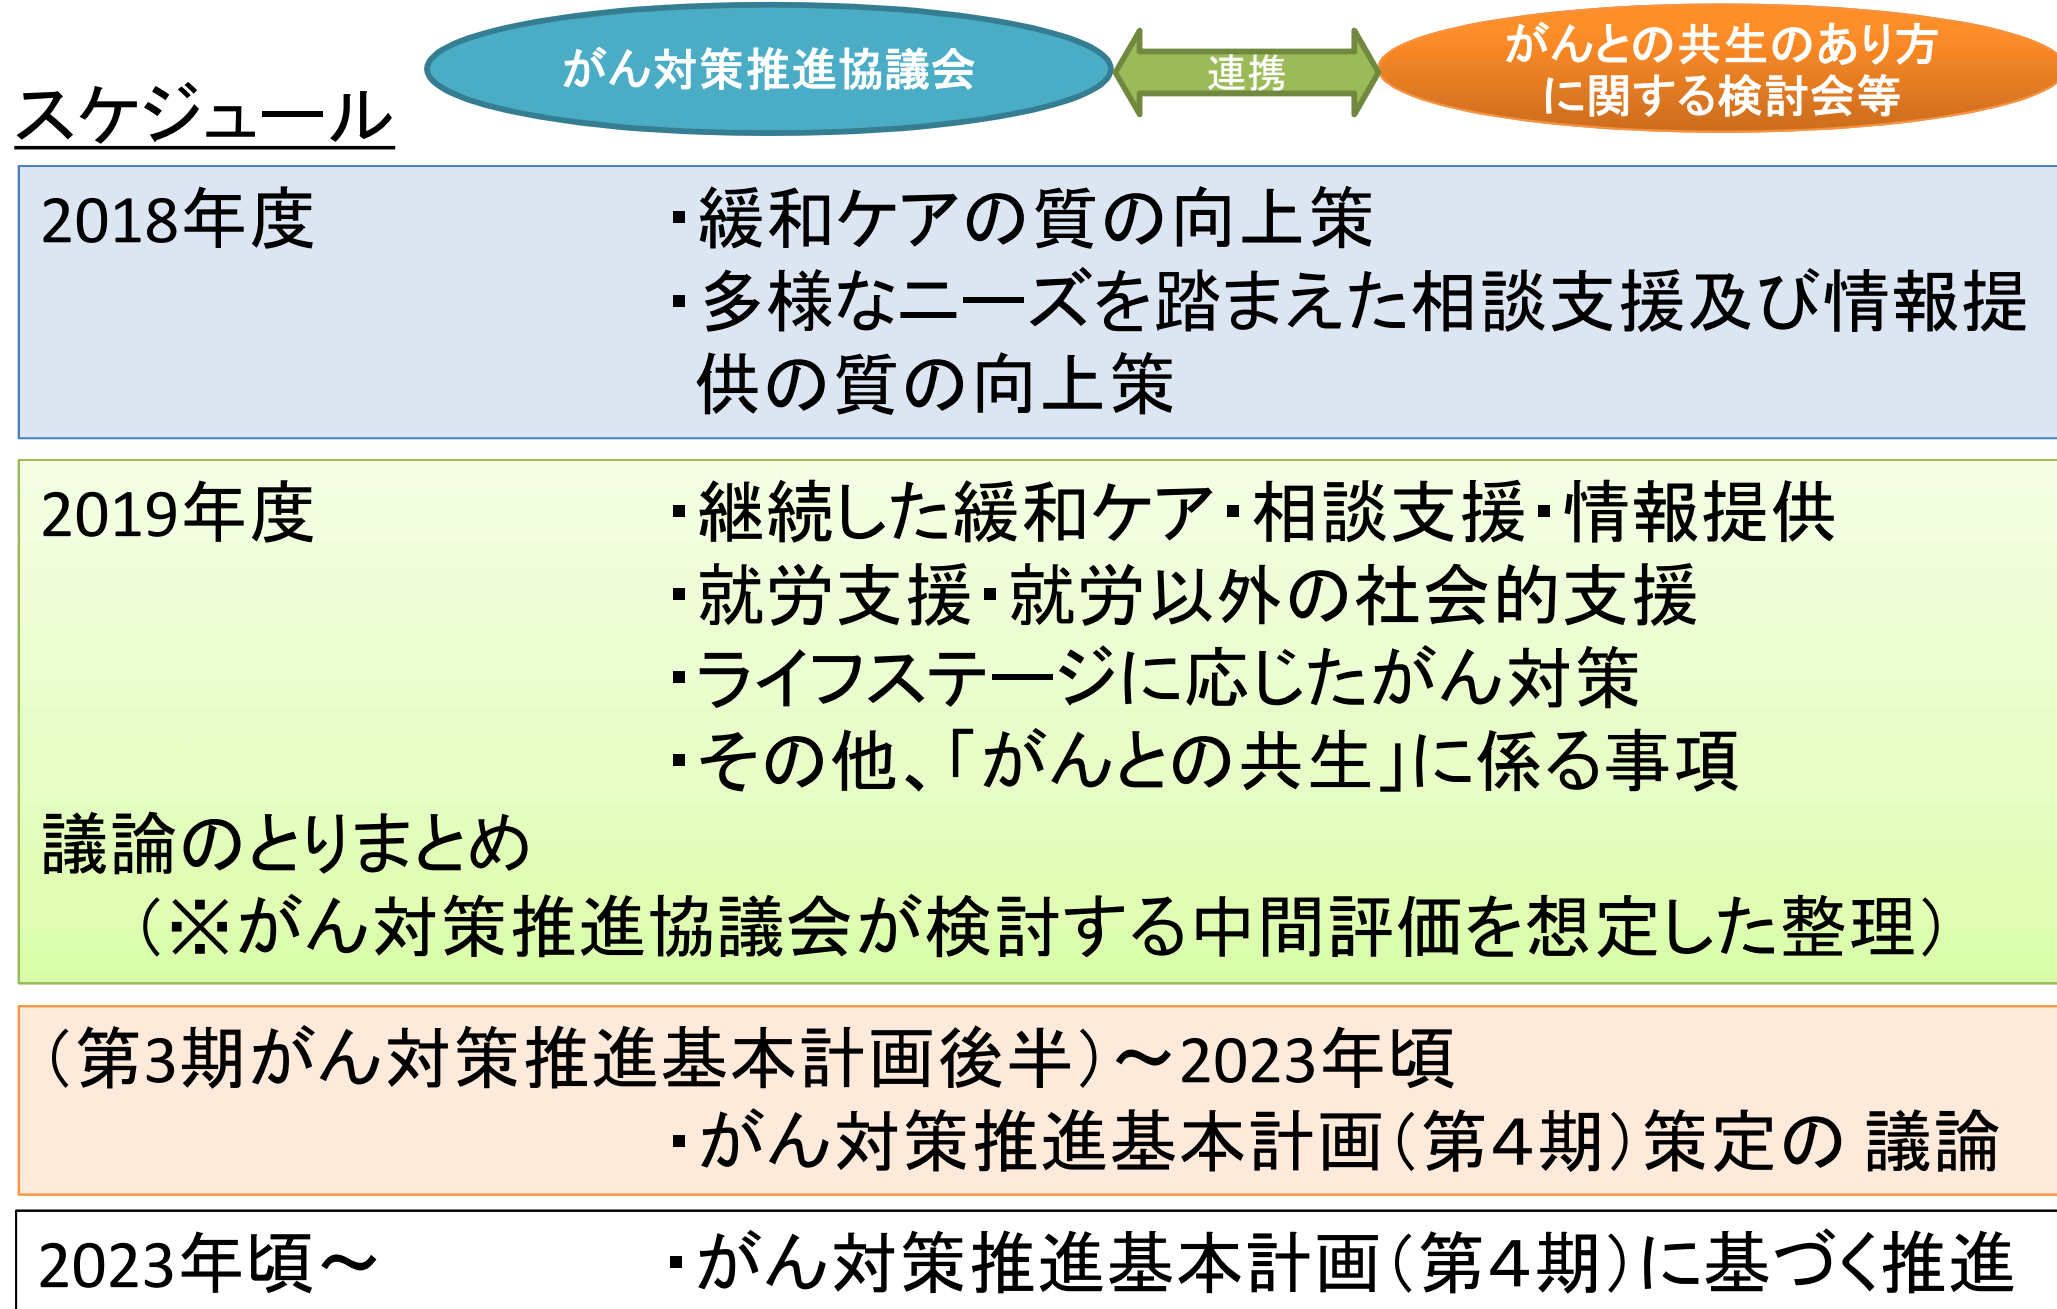 がん対策推進協議会
連携
がんとの共生のあり方
に関する検討会等
スケジュール
2018年度 ・緩和ケアの質の向上策
・多様なニーズを踏まえた相談支援及び情報提
供の質の向上策
2019年度 ・継続した緩和ケア・相談支援・情報提供
・就労支援・就労以外の社会的支援
・ライフステージに応じたがん対策
・その他、「がんとの共生」に係る事項
議論のとりまとめ
（※がん対策推進協議会が検討する中間評価を想定した整理）
（第3期がん対策推進基本計画後半）～2023年頃
・がん対策推進基本計画（第４期）策定の 議論
2023年頃～ ・がん対策推進基本計画（第４期）に基づく推進